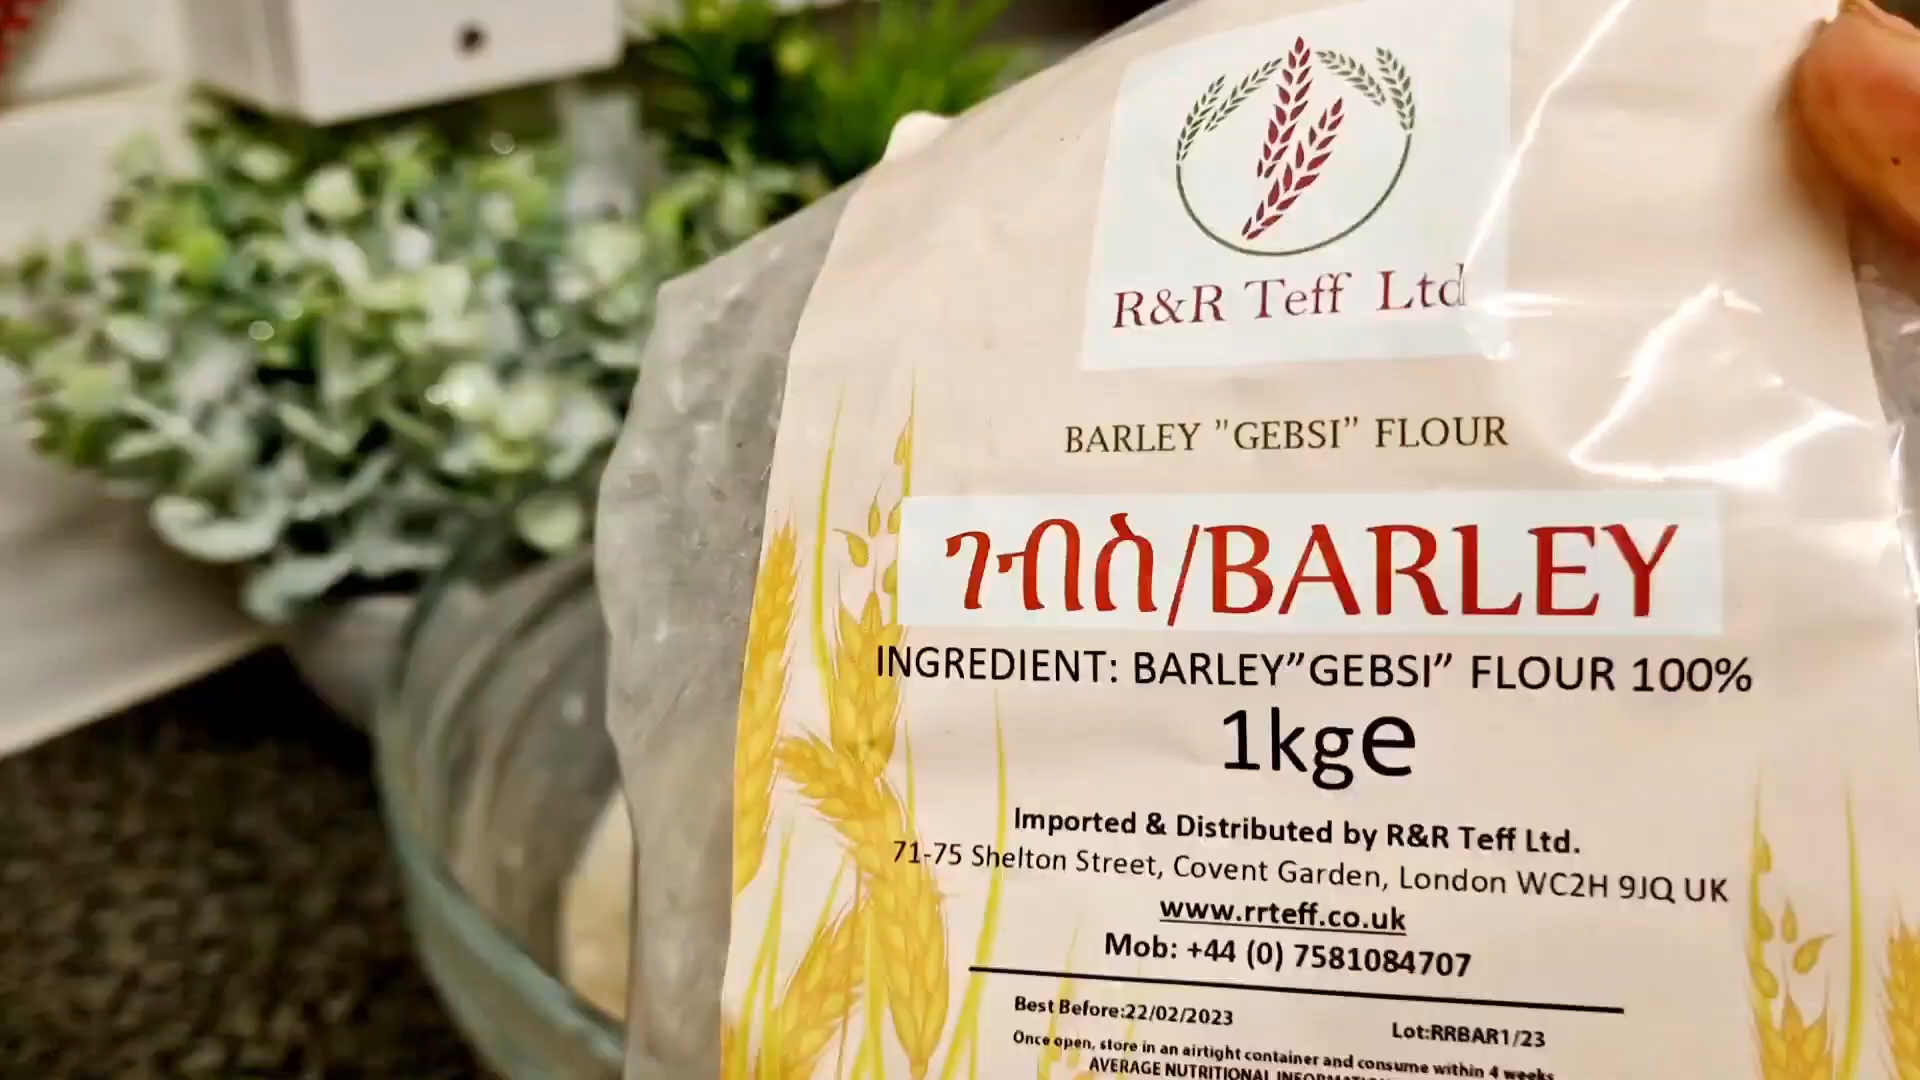 R&R Teff Ltd
BARLEY ”GEBSI” FLOUR
ገብስ/BARLEY
INGREDIENT: BARLEY”GEBSI” FLOUR 100%
1kge
Imported & Distributed by R&R Teff Ltd.
71-75 Shelton Street, Covent Garden, London WC2H 9JQ UK
www.rrteff.co.uk
Mob: +44 (0) 7581084707
Best Before:22/02/2023
Lot:RRBAR1/23
Once open, store in an airtight container and consume within 4 weeks
AVERAGE NUTRITIONAL